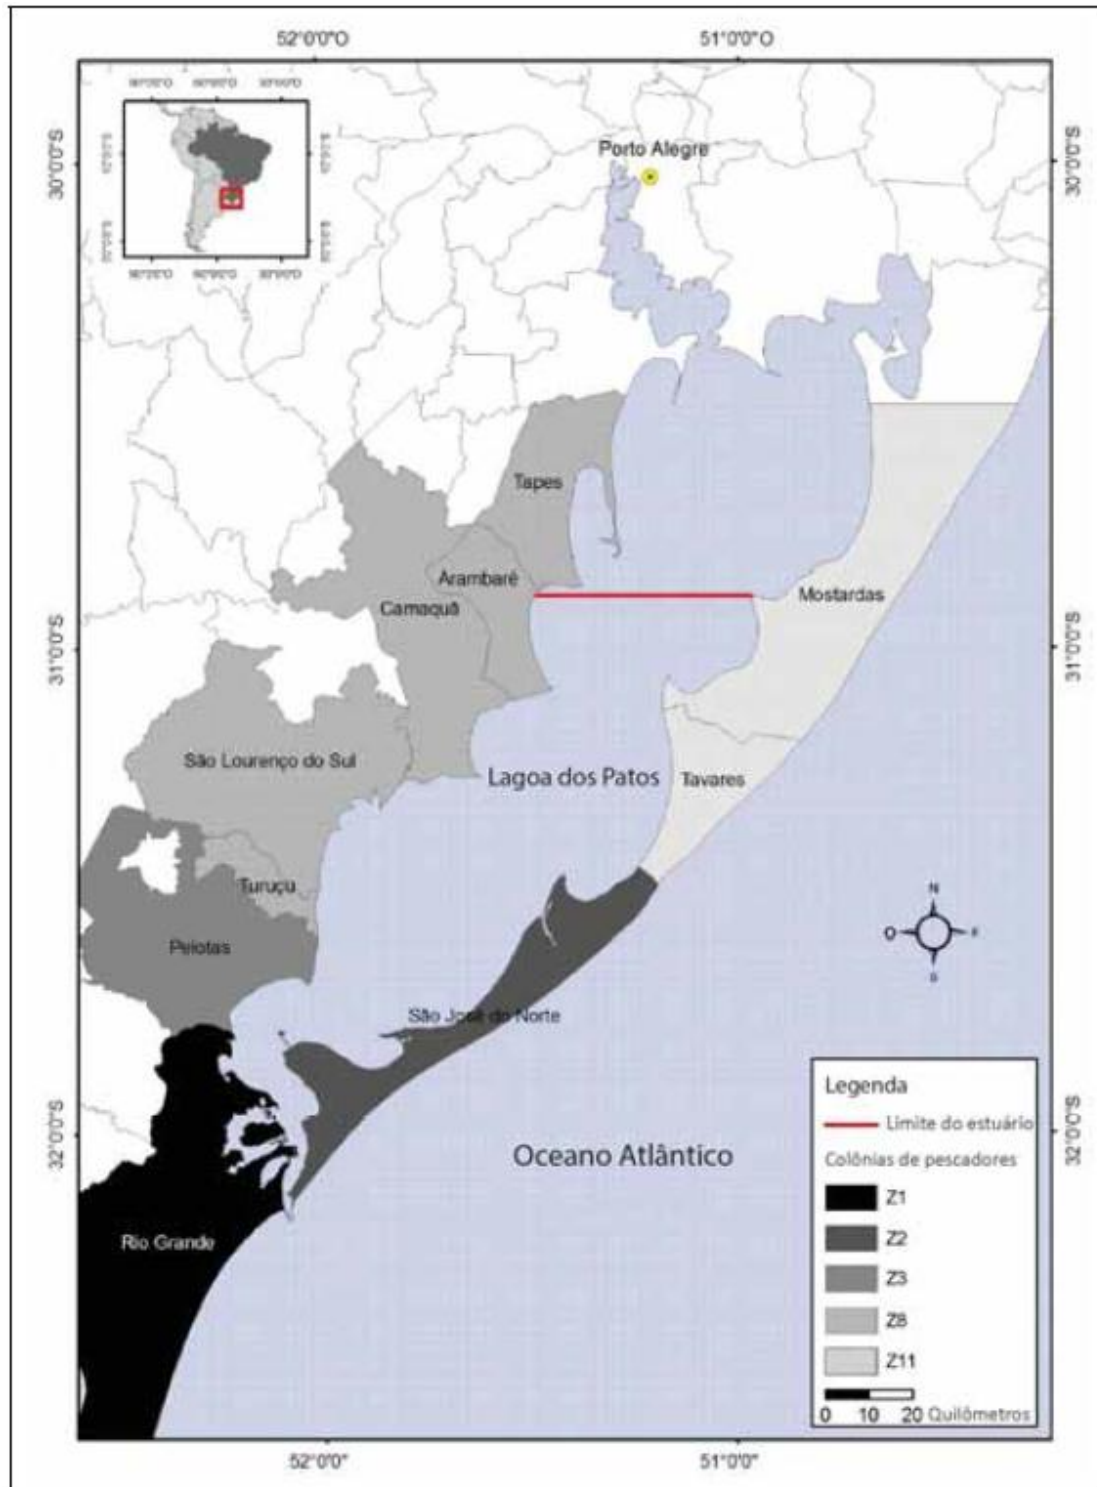 52°0'0"O
51°0'0"O
30°0'0"S
30°0'0"S
Porto Alegre
Tapes
Arambaré
Camaquã
Mostardas
31°0'0"S
31°0'0"S
São Lourenço do Sul
Lagoa dos Patos
Tavares
Turuçu
Pelotas
N
O
São José do Norte
Legenda
Limite do estuário
Colônias de pescadores
32°0'0"S
32°0'0"S
Oceano Atlântico
Z1
Z2
Rio Grande
Z3
Z8
Z11
0 10 20 Quilômetros
52°0'0"
51°0'0"O